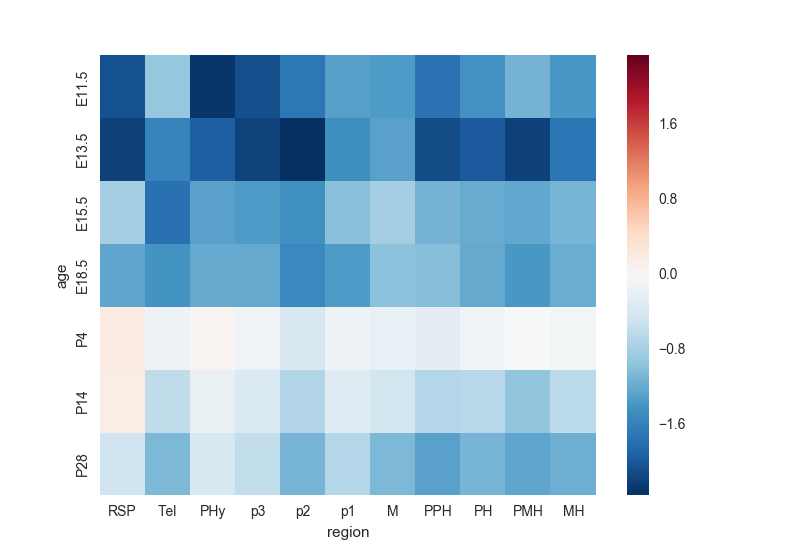 age
E11.5
E13.5
E15.5
E18.5
P4
P14
P28
RSP Tel PHy p3 p2 p1 M PPH PH PMH MH
region
1.6
0.8
0.0
−0.8
−1.6